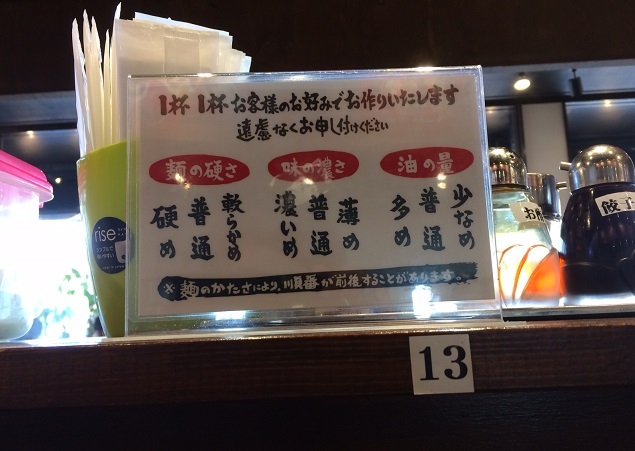 1杯1杯お客様のお好みでお作りいたします
遠慮なくお申し付けください
麺の硬さ
硬め
普通
軟らかめ
味の濃さ
濃いめ
普通
薄め
油の量
多め
普通
少なめ
※麺のかたさにより、順番が前後することがあります。
rise
餃子
13